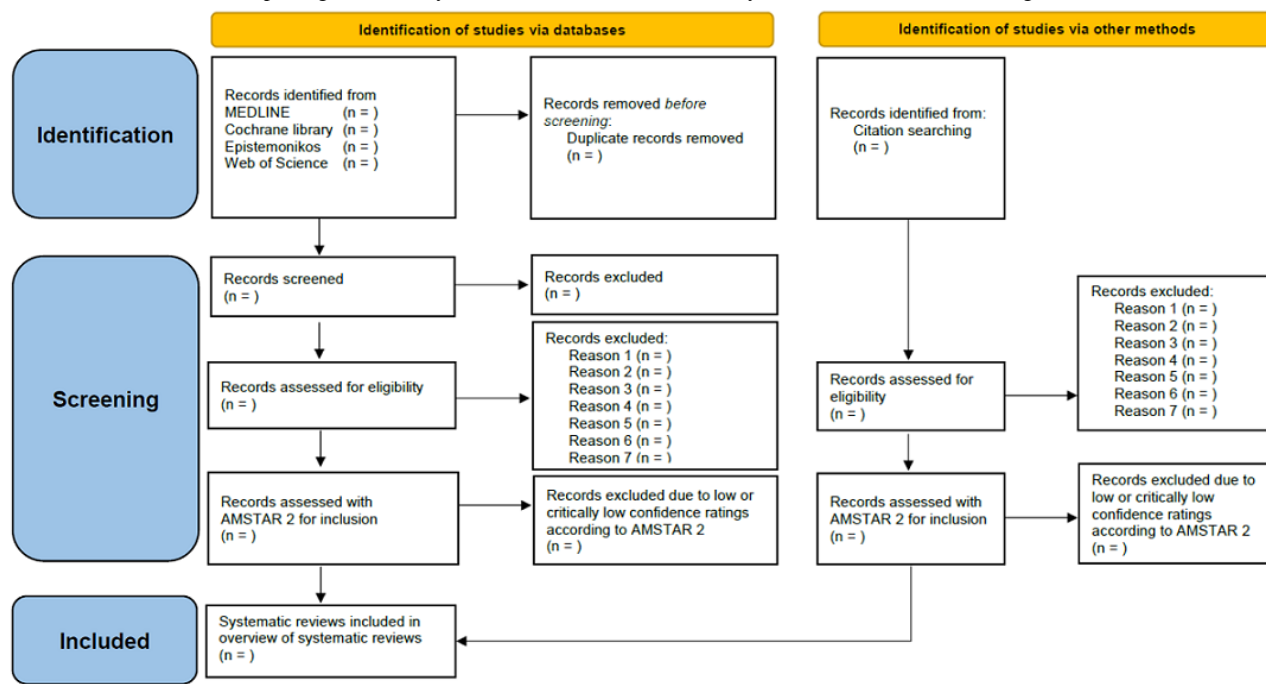 Identification of studies via databases
Identification of studies via other methods
Identification
Records identified from
MEDLINE (n = )
Cochrane library (n = )
Epistemonikos (n = )
Web of Science (n = )
Records removed before
screening:
Duplicate records removed
(n = )
Records identified from:
Citation searching
(n = )
Screening
Records screened
(n = )
Records excluded
(n = )
Records assessed for eligibility
(n = )
Records excluded:
Reason 1 (n = )
Reason 2 (n = )
Reason 3 (n = )
Reason 4 (n = )
Reason 5 (n = )
Reason 6 (n = )
Reason 7 (n = )
Records assessed for
eligibility
(n = )
Records excluded:
Reason 1 (n = )
Reason 2 (n = )
Reason 3 (n = )
Reason 4 (n = )
Reason 5 (n = )
Reason 6 (n = )
Reason 7 (n = )
Records assessed with
AMSTAR 2 for inclusion
(n = )
Records excluded due to low or
critically low confidence ratings
according to AMSTAR 2
(n = )
Records assessed with
AMSTAR 2 for inclusion
(n = )
Records excluded due to
low or critically low
confidence ratings
according to AMSTAR 2
(n = )
Included
Systematic reviews included in
overview of systematic reviews
(n = )